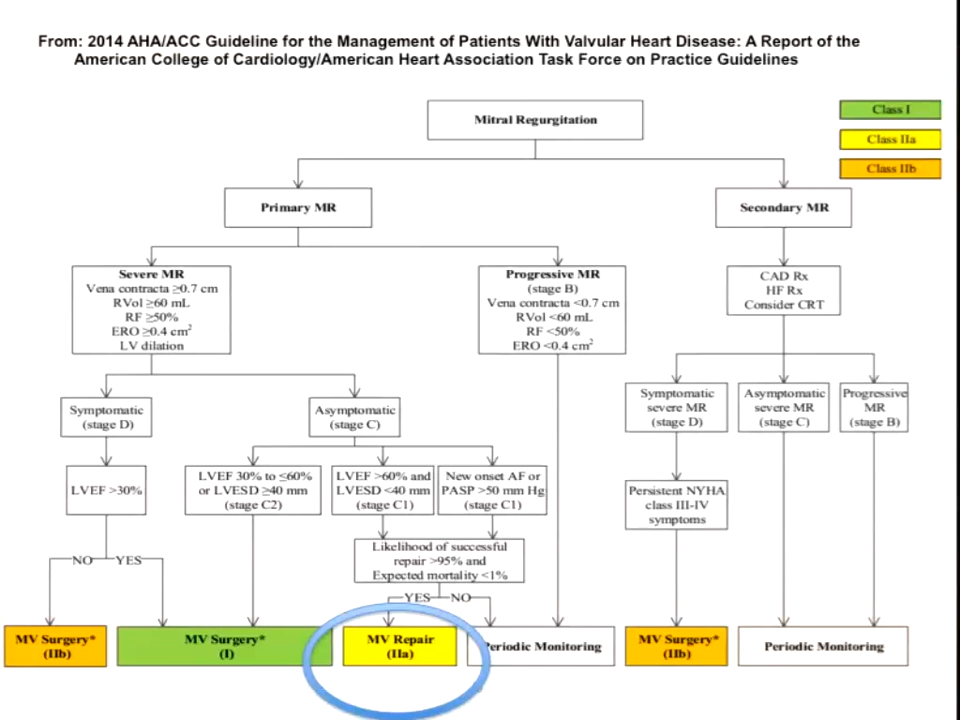 From: 2014 AHA/ACC Guideline for the Management of Patients With Valvular Heart Disease: A Report of the
American College of Cardiology/American Heart Association Task Force on Practice Guidelines
Class I
Class IIa
Class IIb
Mitral Regurgitation
Primary MR
Secondary MR
Severe MR
Vena contracta ≥0.7 cm
RVol ≥60 mL
RF ≥50%
ERO ≥0.4 cm²
LV dilation
Progressive MR
(stage B)
Vena contracta <0.7 cm
RVol <60 mL
RF <50%
ERO <0.4 cm²
CAD Rx
HF Rx
Consider CRT
Symptomatic
(stage D)
Asymptomatic
(stage C)
Symptomatic
severe MR
(stage D)
Asymptomatic
severe MR
(stage C)
Progressive
MR
(stage B)
LVEF >30%
LVEF 30% to ≤60%
or LVESD ≥40 mm
(stage C2)
LVEF >60% and
LVESD <40 mm
(stage C1)
New onset AF or
PASP >50 mm Hg
(stage C1)
Persistent NYHA
class III-IV
symptoms
Likelihood of successful
repair >95% and
Expected mortality <1%
NO
YES
YES
NO
MV Surgery*
(IIb)
MV Surgery*
(I)
MV Repair
(IIa)
Periodic Monitoring
MV Surgery*
(IIb)
Periodic Monitoring